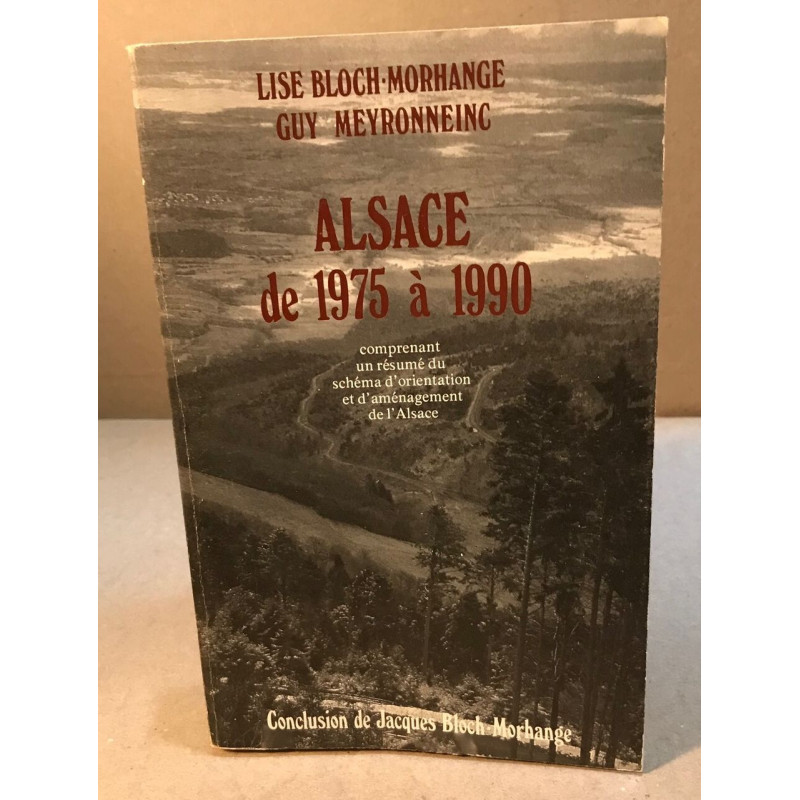 LISE BLOCH-MORHANGE
GUY MEYRONNEINC
ALSACE
de 1975 à 1990
comprenant
un résumé du
schéma d'orientation
et d'aménagement
de l'Alsace
Conclusion de Jacques Bloch-Morhange